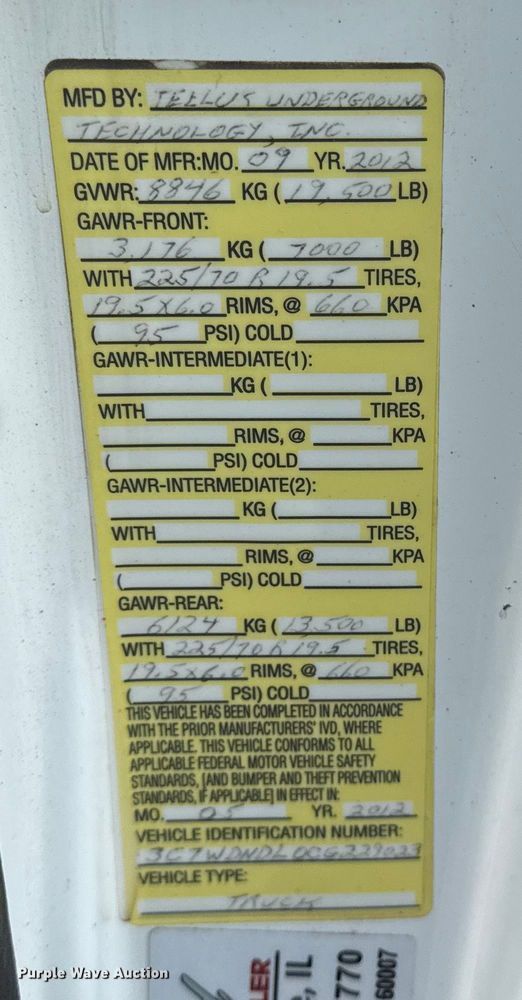 MFD BY: TELLUS UNDERGROUND
TECHNOLOGY, INC.
DATE OF MFR:MO. 09 YR. 2012
GVWR: 8846 KG ( 19,500 LB)
GAWR-FRONT:
3,176 KG ( 7000 LB)
WITH 225/70 R 19.5 TIRES,
19.5X6.0 RIMS, @ 660 KPA
( 95 PSI) COLD
GAWR-INTERMEDIATE(1):
KG ( LB)
WITH TIRES,
RIMS, @ KPA
( PSI) COLD
GAWR-INTERMEDIATE(2):
KG ( LB)
WITH TIRES,
RIMS, @ KPA
( PSI) COLD
GAWR-REAR:
6124 KG ( 13,500 LB)
WITH 225/70 R 19.5 TIRES,
19.5X6.0 RIMS, @ 660 KPA
( 95 PSI) COLD
THIS VEHICLE HAS BEEN COMPLETED IN ACCORDANCE
WITH THE PRIOR MANUFACTURERS' IVD, WHERE
APPLICABLE. THIS VEHICLE CONFORMS TO ALL
APPLICABLE FEDERAL MOTOR VEHICLE SAFETY
STANDARDS, [AND BUMPER AND THEFT PREVENTION
STANDARDS, IF APPLICABLE] IN EFFECT IN:
MO. 05 YR. 2012
VEHICLE IDENTIFICATION NUMBER:
3C7WDNDL0CG229023
VEHICLE TYPE:
TRUCK
LER
, IL
770
60007
Purple Wave Auction